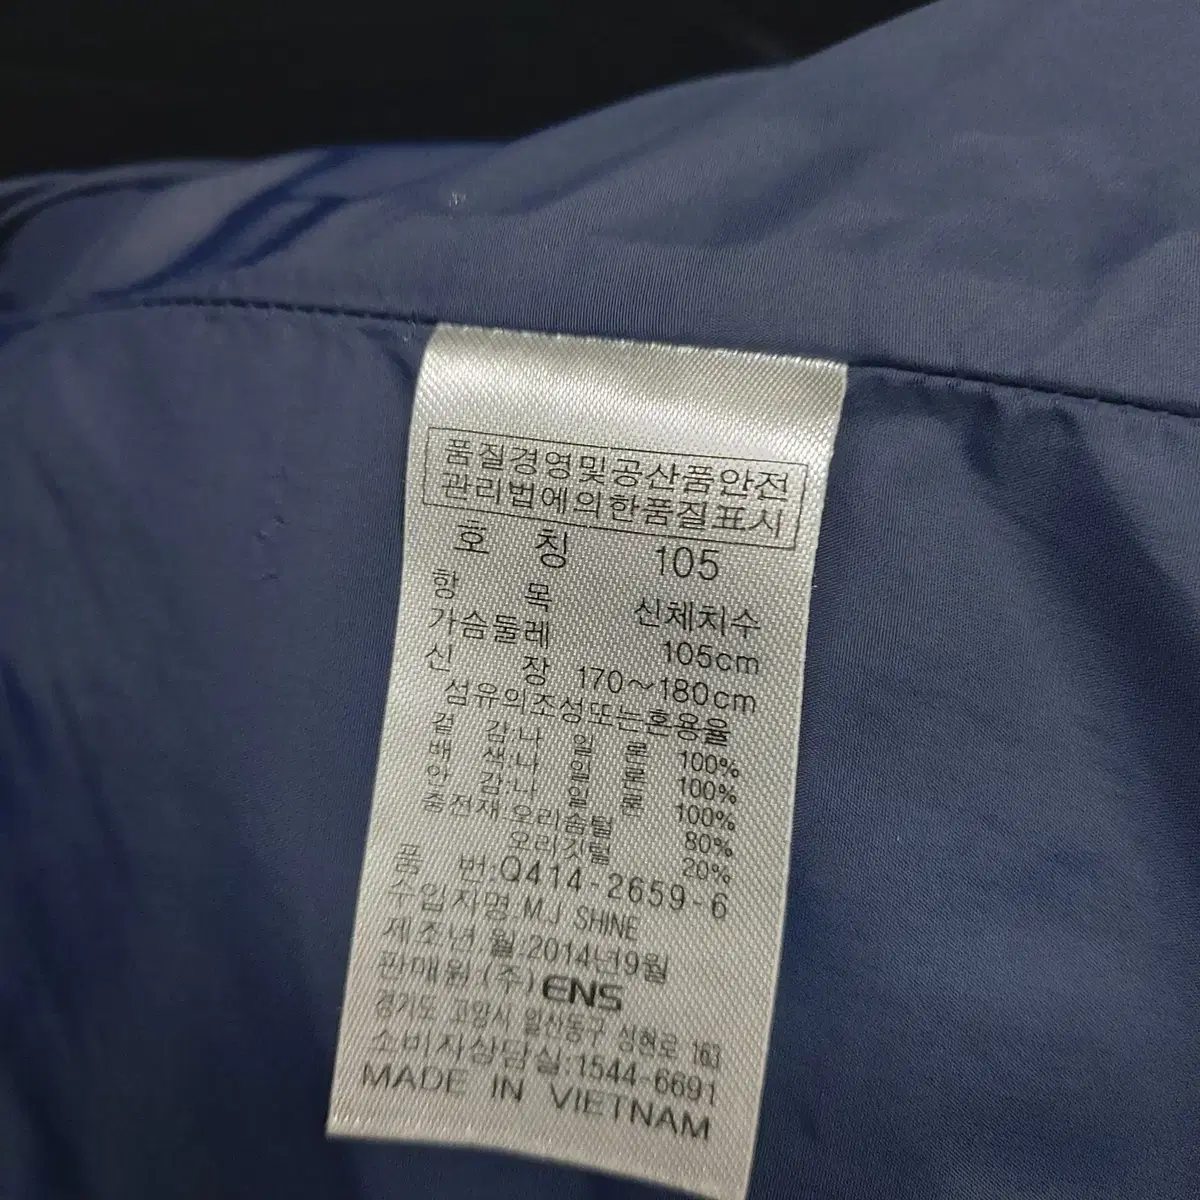 품질경영및공산품안전
관리법에의한품질표시
호 칭 105
항 목 신체치수
가슴둘레 105cm
신 장 170~180cm
섬유의조성또는혼용율
겉 감:나 일 론 100%
배 색:나 일 론 100%
안 감:나 일 론 100%
충전재:오리솜털 80%
오리깃털 20%
품 번:Q414-2659-6
수입자명:MJ SHINE
제조년.월:2014년9월
판매원 (주)ENS
경기도 고양시 일산동구 성현로 163
소비자상담실:1544-6691
MADE IN VIETNAM